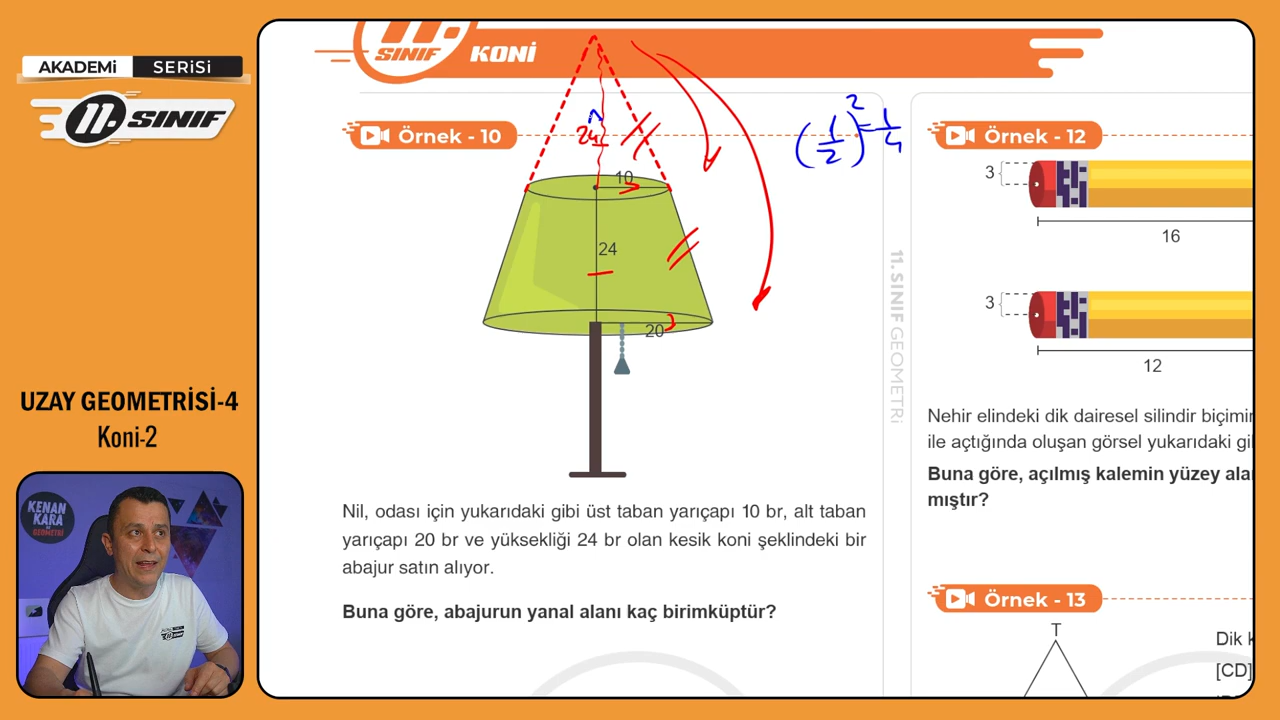 AKADEMİ SERİSİ
11. SINIF
UZAY GEOMETRİSİ-4
Koni-2
KENAN
KARA
GEOMETRİ
11.
SINIF KONİ
Örnek - 10
24
10
24
20
(1/2)² = 1/4
Nil, odası için yukarıdaki gibi üst taban yarıçapı 10 br, alt taban
yarıçapı 20 br ve yüksekliği 24 br olan kesik koni şeklindeki bir
abajur satın alıyor.
Buna göre, abajurun yanal alanı kaç birimküptür?
11. SINIF GEOMETRİ
Örnek - 12
3
16
3
12
Nehir elindeki dik dairesel silindir biçimin
ile açtığında oluşan görsel yukarıdaki gi
Buna göre, açılmış kalemin yüzey ala
mıştır?
Örnek - 13
T
Dik k
[CD]